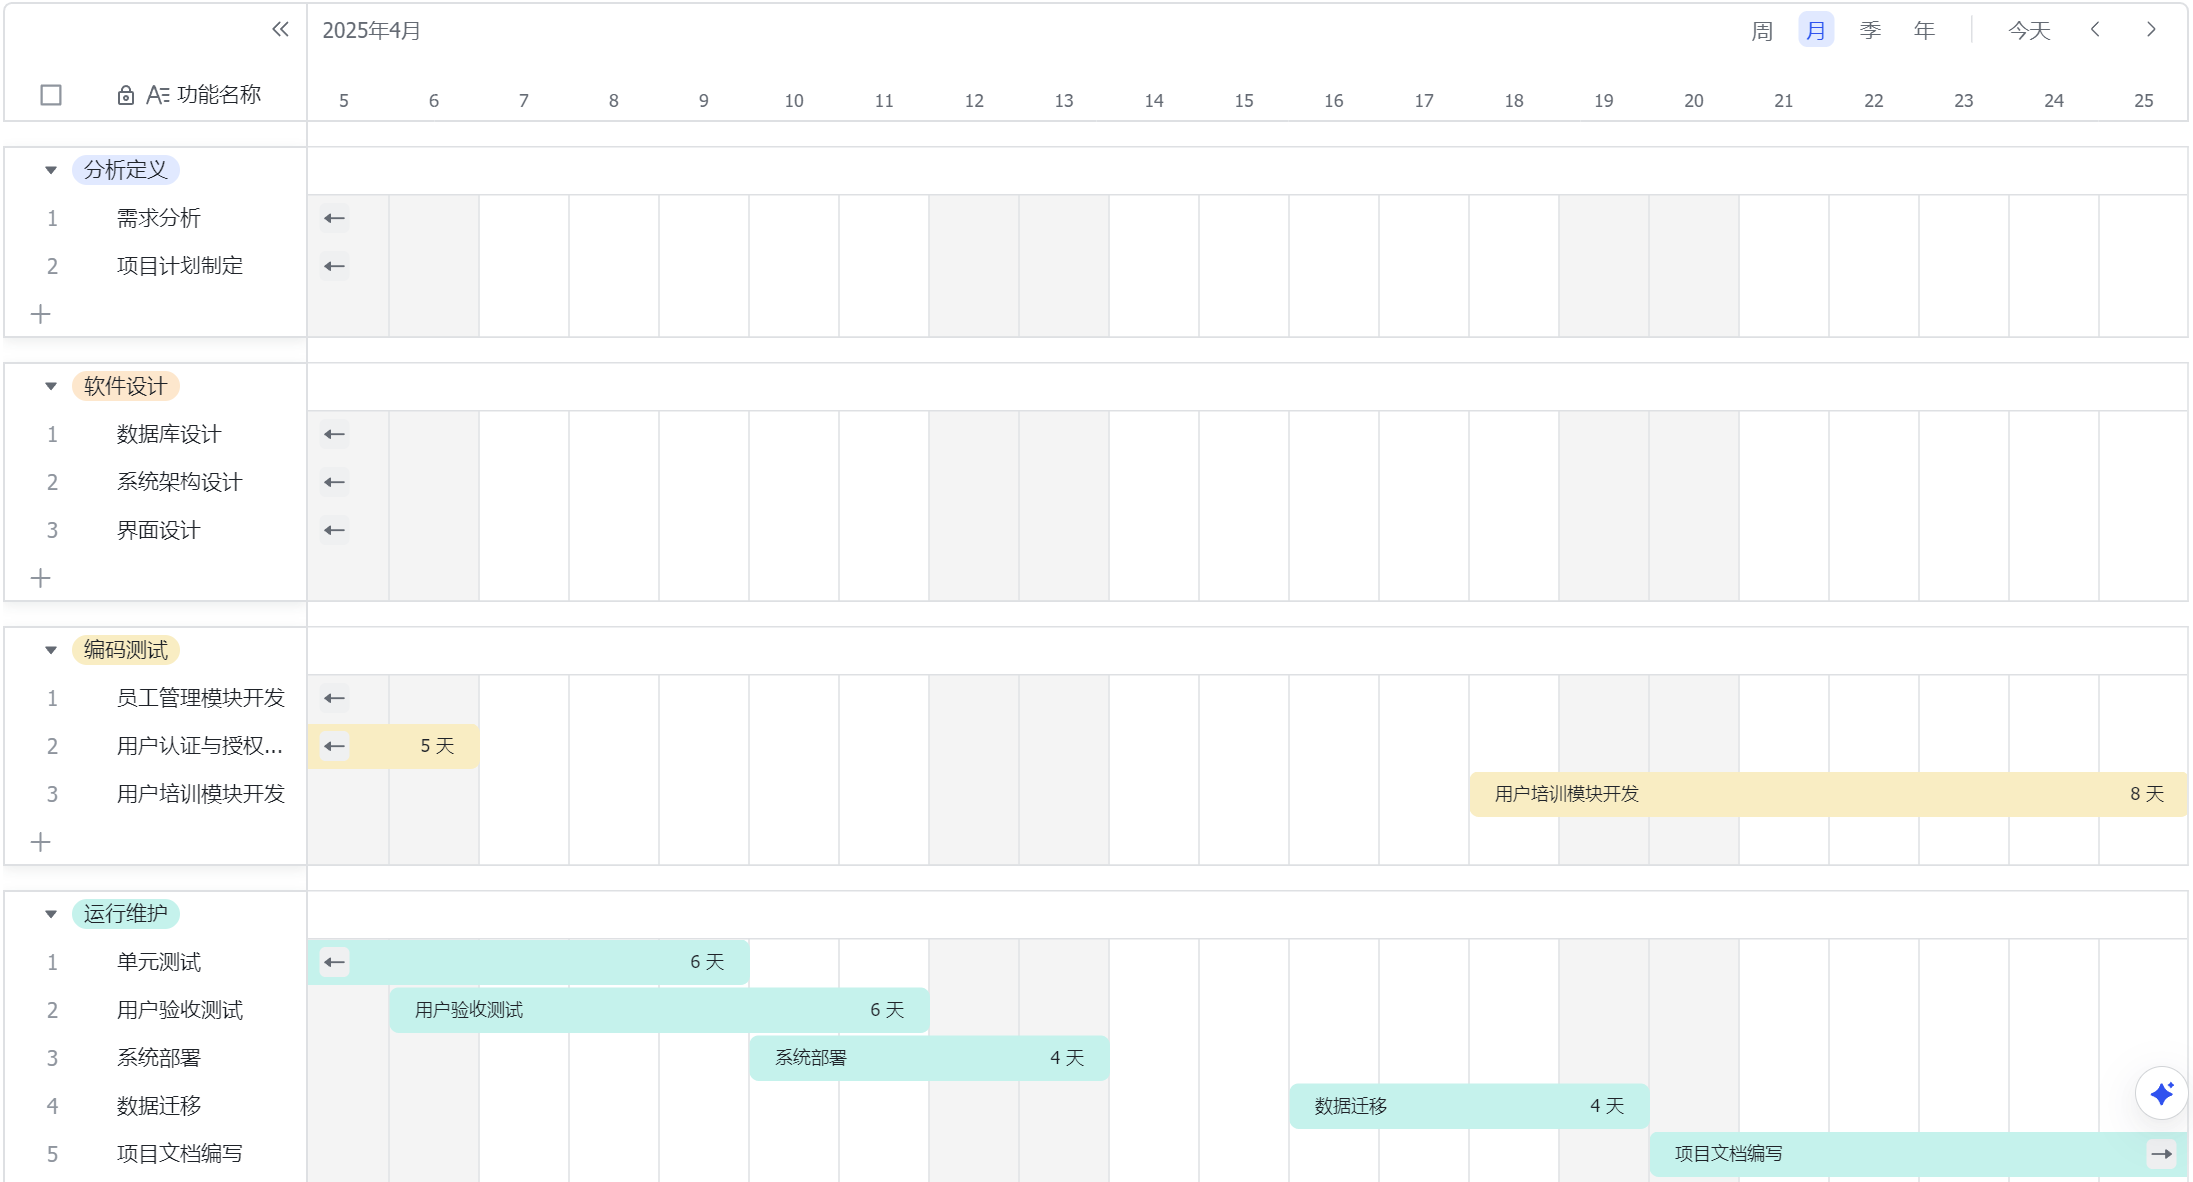 2025年4月 周 月 季 年 今天
功能名称 5 6 7 8 9 10 11 12 13 14 15 16 17 18 19 20 21 22 23 24 25
分析定义
1 需求分析
2 项目计划制定
软件设计
1 数据库设计
2 系统架构设计
3 界面设计
编码测试
1 员工管理模块开发
2 用户认证与授权... 5 天
3 用户培训模块开发 用户培训模块开发 8 天
运行维护
1 单元测试 6 天
2 用户验收测试 用户验收测试 6 天
3 系统部署 系统部署 4 天
4 数据迁移 数据迁移 4 天
5 项目文档编写 项目文档编写